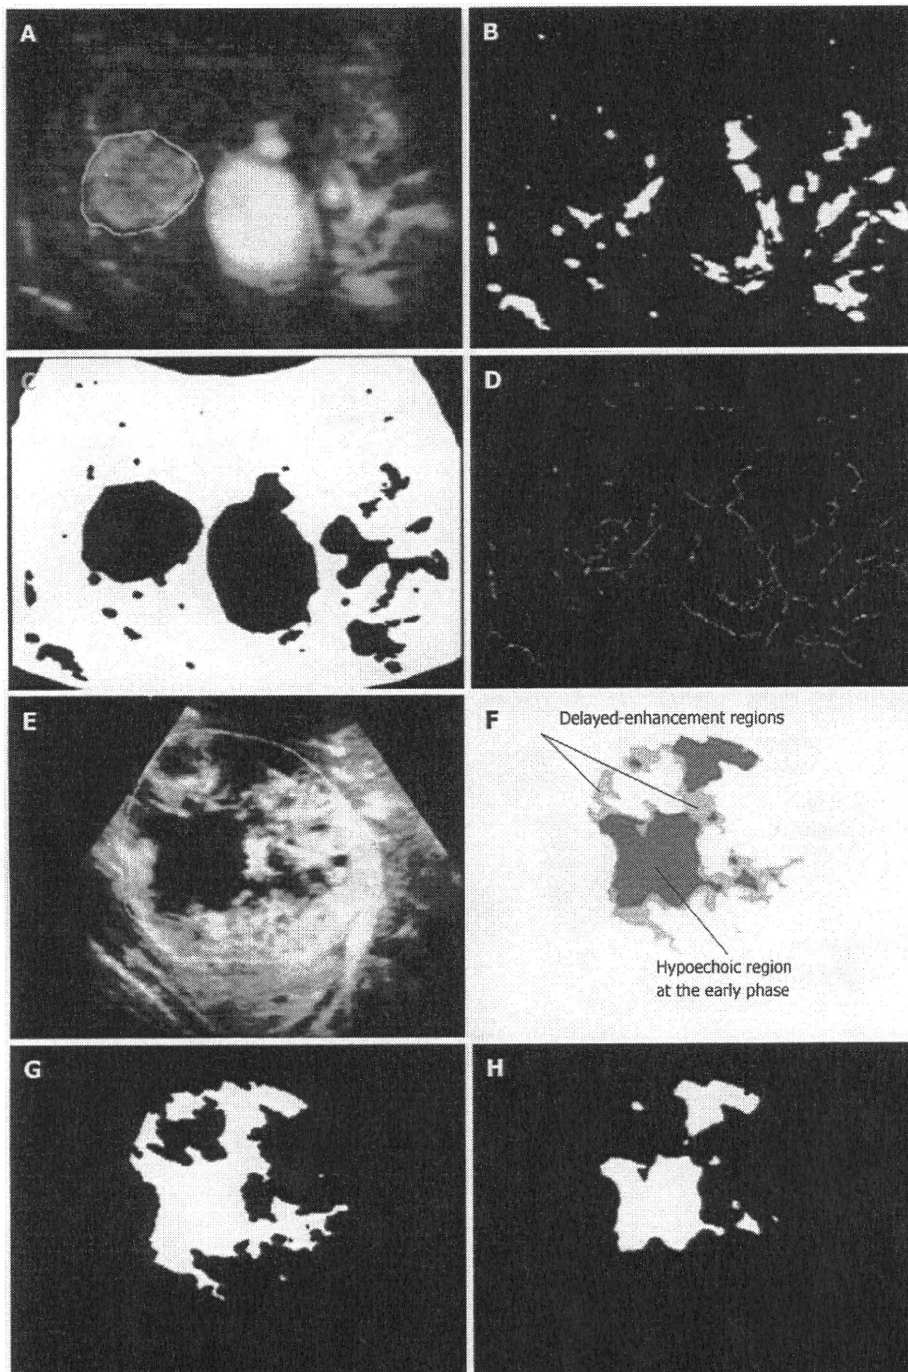 A
B
C
D
E
F
Delayed-enhancement regions
Hypoechoic region
at the early phase
G
H